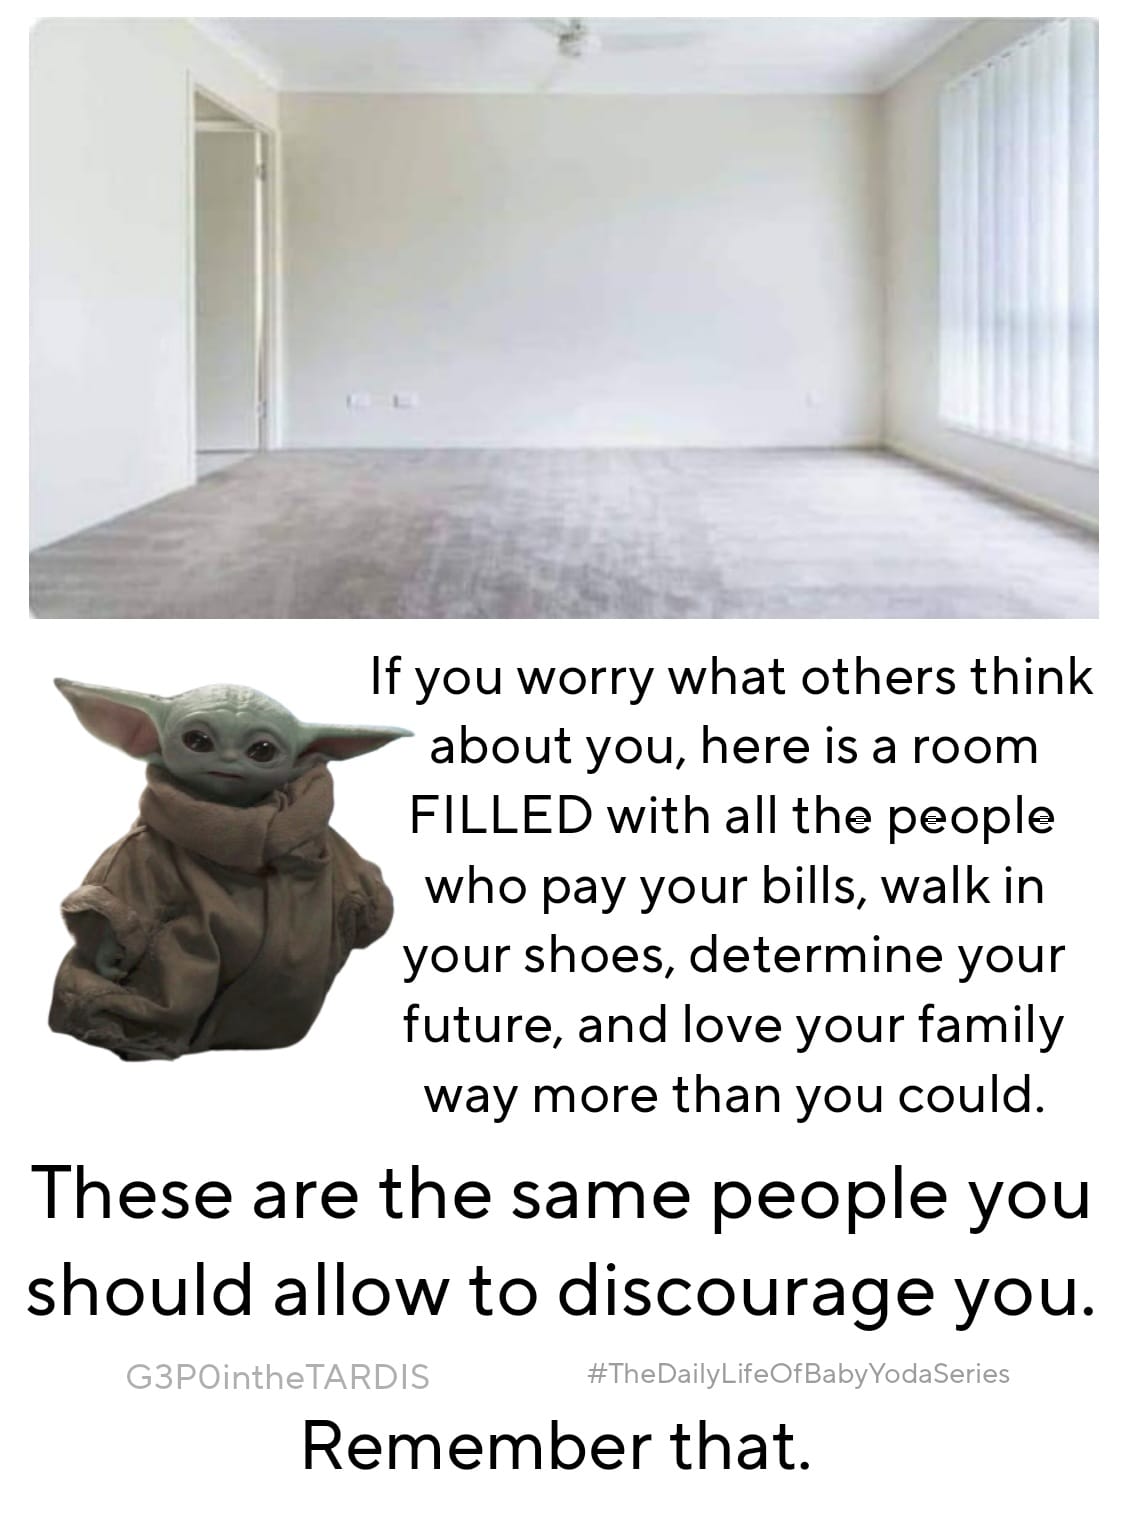 If you worry what others think
about you, here is a room
FILLED with all the people
who pay your bills, walk in
your shoes, determine your
future, and love your family
way more than you could.
These are the same people you
should allow to discourage you.
G3P0intheTARDIS #TheDailyLifeOfBabyYodaSeries
Remember that.